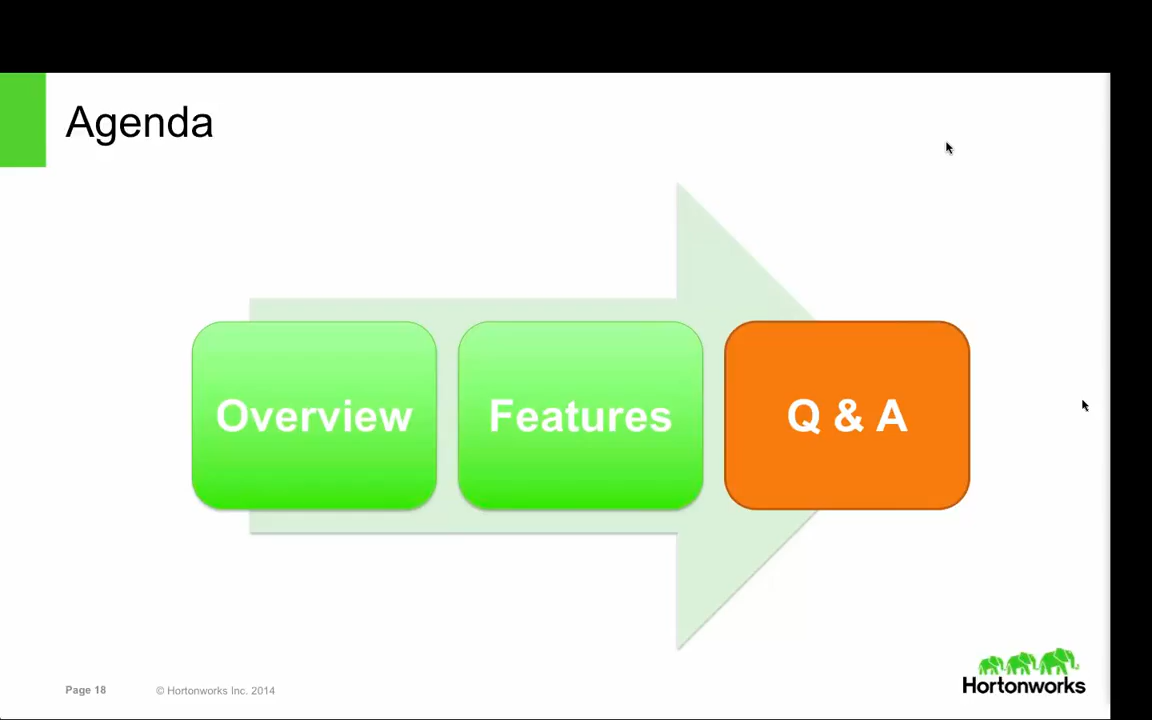 Agenda
Overview
Features
Q & A
Page 18
© Hortonworks Inc. 2014
Hortonworks